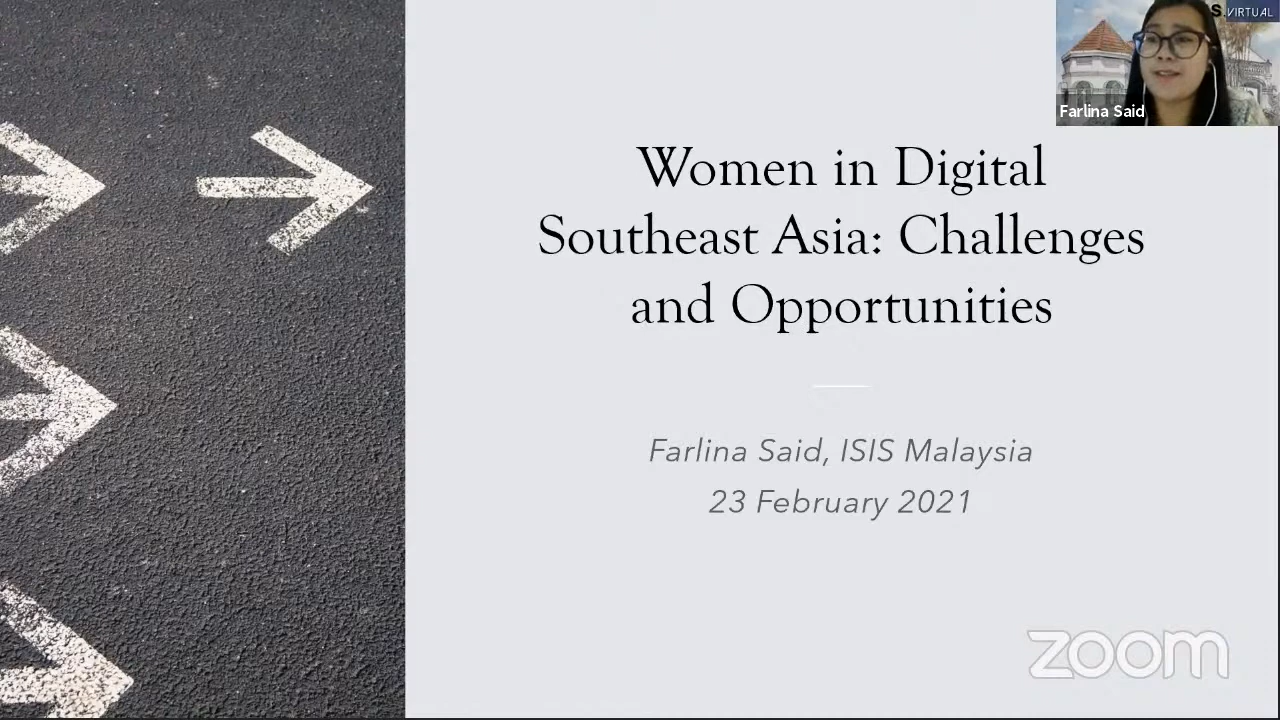 S.VIRTUAL
Farlina Said
Women in Digital
Southeast Asia: Challenges
and Opportunities
Farlina Said, ISIS Malaysia
23 February 2021
zoom